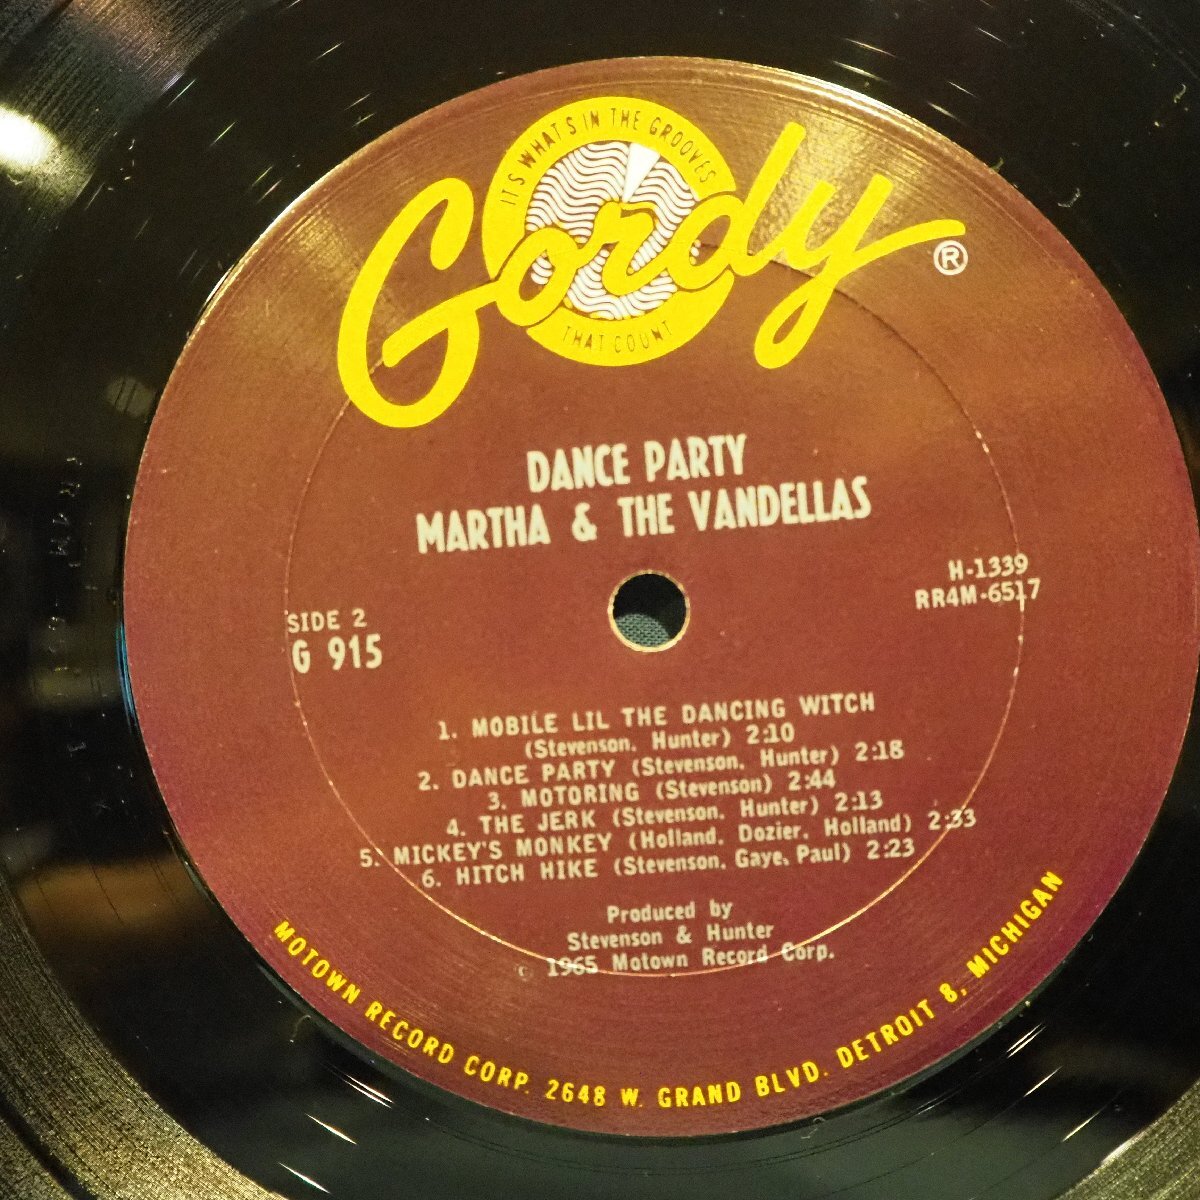 IT'S WHAT'S IN THE GROOVES
Gordy ®
THAT COUNT
DANCE PARTY
MARTHA & THE VANDELLAS
H-1339
RR4M-6517
SIDE 2
G 915
1. MOBILE LIL THE DANCING WITCH
(Stevenson, Hunter) 2:10
2. DANCE PARTY (Stevenson, Hunter) 2:18
3. MOTORING (Stevenson) 2:44
4. THE JERK (Stevenson, Hunter) 2:13
5. MICKEY'S MONKEY (Holland, Dozier, Holland) 2:33
6. HITCH HIKE (Stevenson, Gaye, Paul) 2:23
Produced by
Stevenson & Hunter
c 1965 Motown Record Corp.
MOTOWN RECORD CORP. 2648 W. GRAND BLVD. DETROIT 8, MICHIGAN